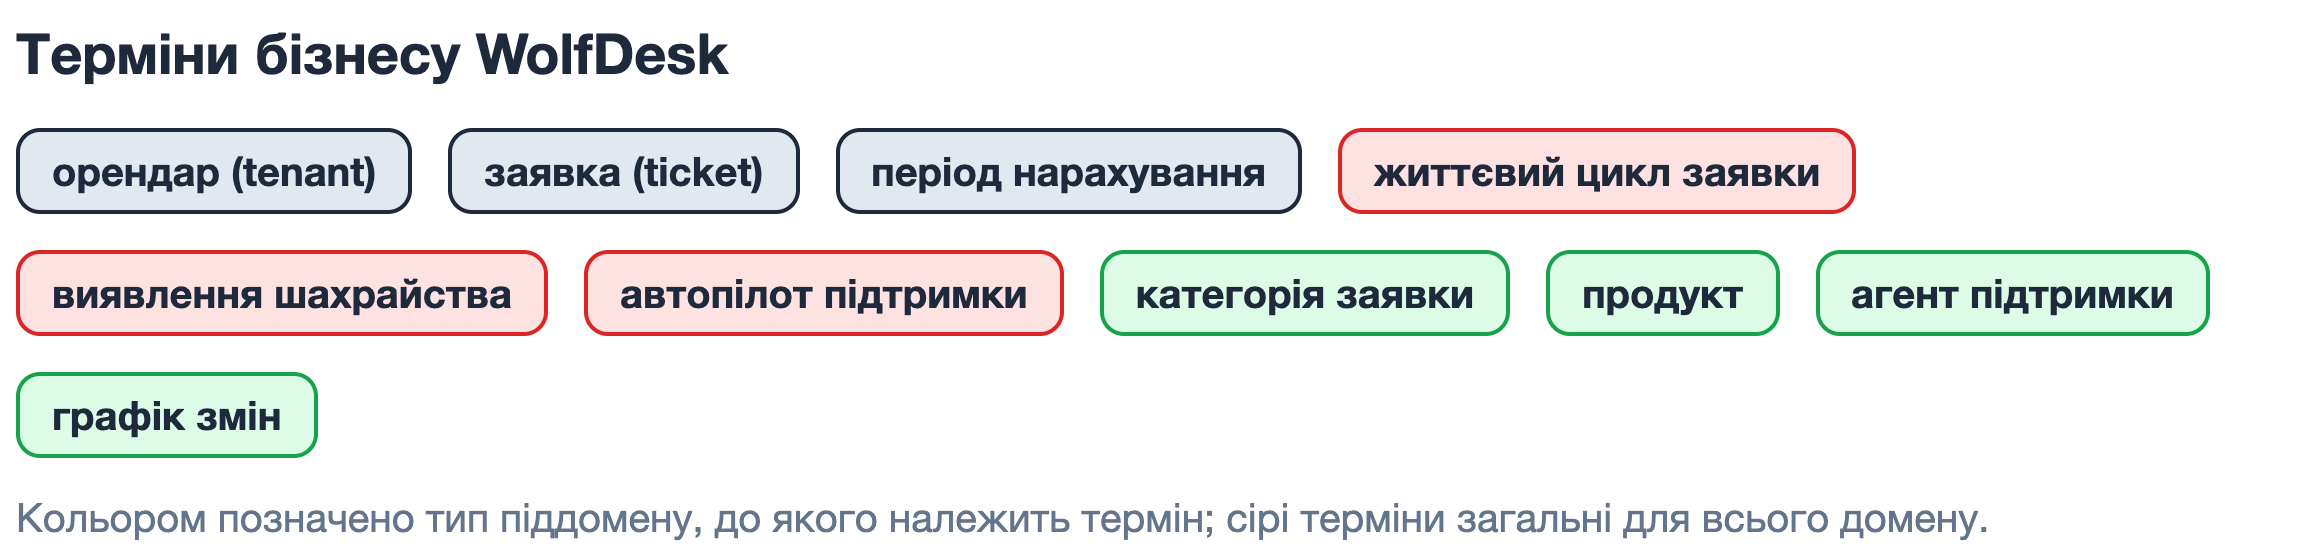 Терміни бізнесу WolfDesk
орендар (tenant) заявка (ticket) період нарахування життєвий цикл заявки
виявлення шахрайства автопілот підтримки категорія заявки продукт агент підтримки
графік змін
Кольором позначено тип піддомену, до якого належить термін; сірі терміни загальні для всього домену.